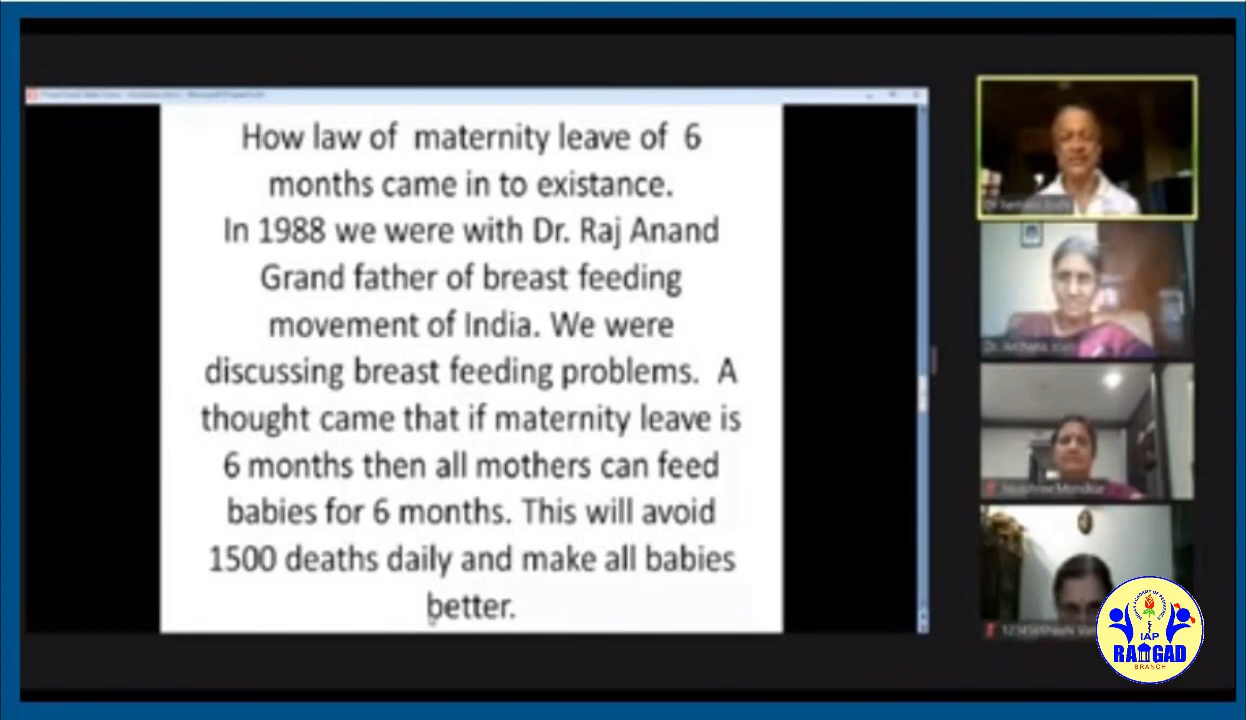 How law of maternity leave of 6
months came in to existance.
In 1988 we were with Dr. Raj Anand
Grand father of breast feeding
movement of India. We were
discussing breast feeding problems. A
thought came that if maternity leave is
6 months then all mothers can feed
babies for 6 months. This will avoid
1500 deaths daily and make all babies
better.
Dr. Archana
IAP
RAIGAD
BRANCH